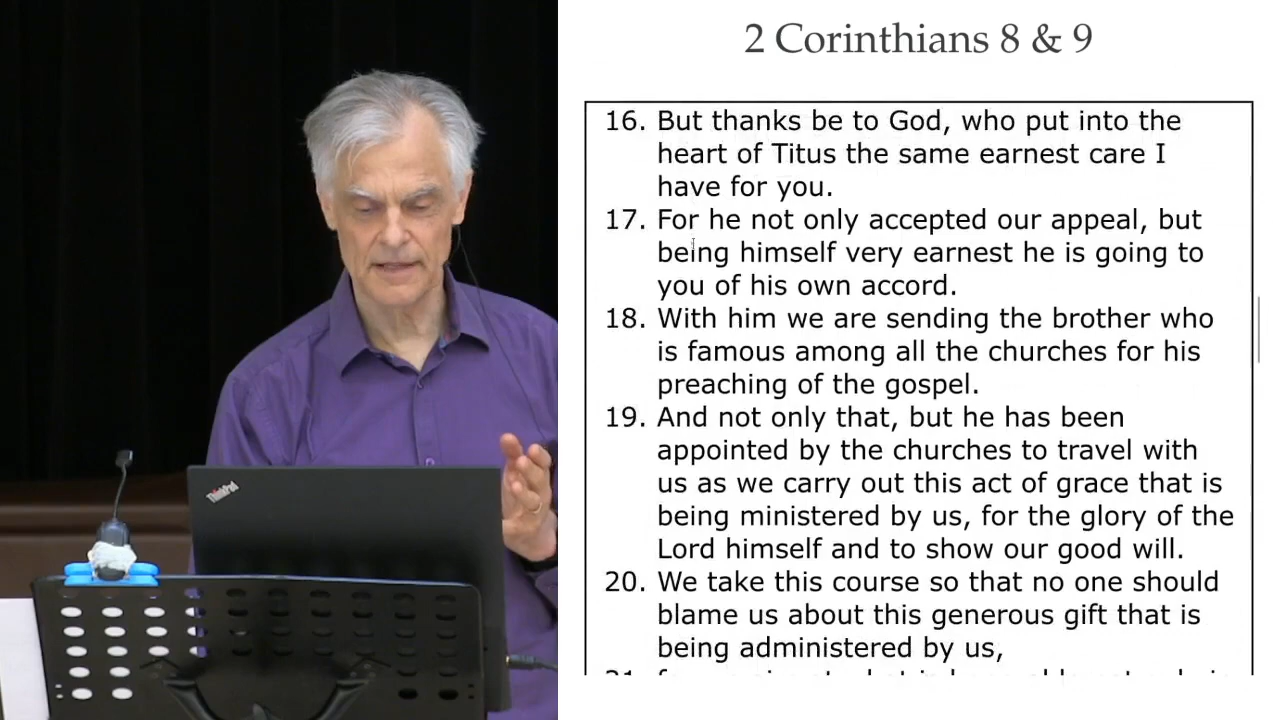 2 Corinthians 8 & 9
16. But thanks be to God, who put into the
heart of Titus the same earnest care I
have for you.
17. For he not only accepted our appeal, but
being himself very earnest he is going to
you of his own accord.
18. With him we are sending the brother who
is famous among all the churches for his
preaching of the gospel.
19. And not only that, but he has been
appointed by the churches to travel with
us as we carry out this act of grace that is
being ministered by us, for the glory of the
Lord himself and to show our good will.
20. We take this course so that no one should
blame us about this generous gift that is
being administered by us,
ThinkPad